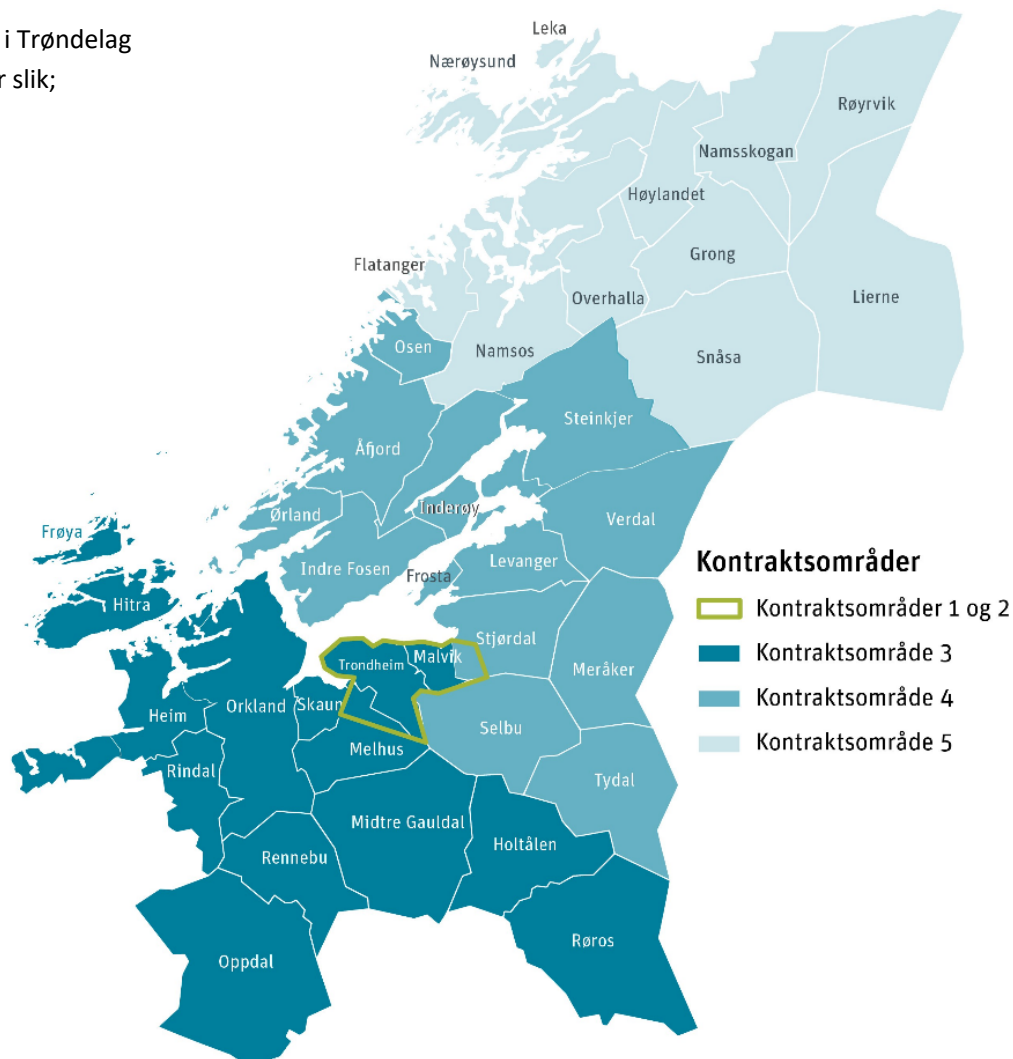 i Trøndelag
r slik;
Leka
Nærøysund
Røyrvik
Namsskogan
Høylandet
Grong
Flatanger
Overhalla
Lierne
Osen
Namsos
Snåsa
Steinkjer
Åfjord
Inderøy
Ørland
Verdal
Frøya
Indre Fosen
Frosta
Levanger
Hitra
Stjørdal
Trondheim
Malvik
Meråker
Heim
Orkland
Skaun
Selbu
Melhus
Rindal
Tydal
Midtre Gauldal
Holtålen
Rennebu
Røros
Oppdal
Kontraktsområder
Kontraktsområder 1 og 2
Kontraktsområde 3
Kontraktsområde 4
Kontraktsområde 5